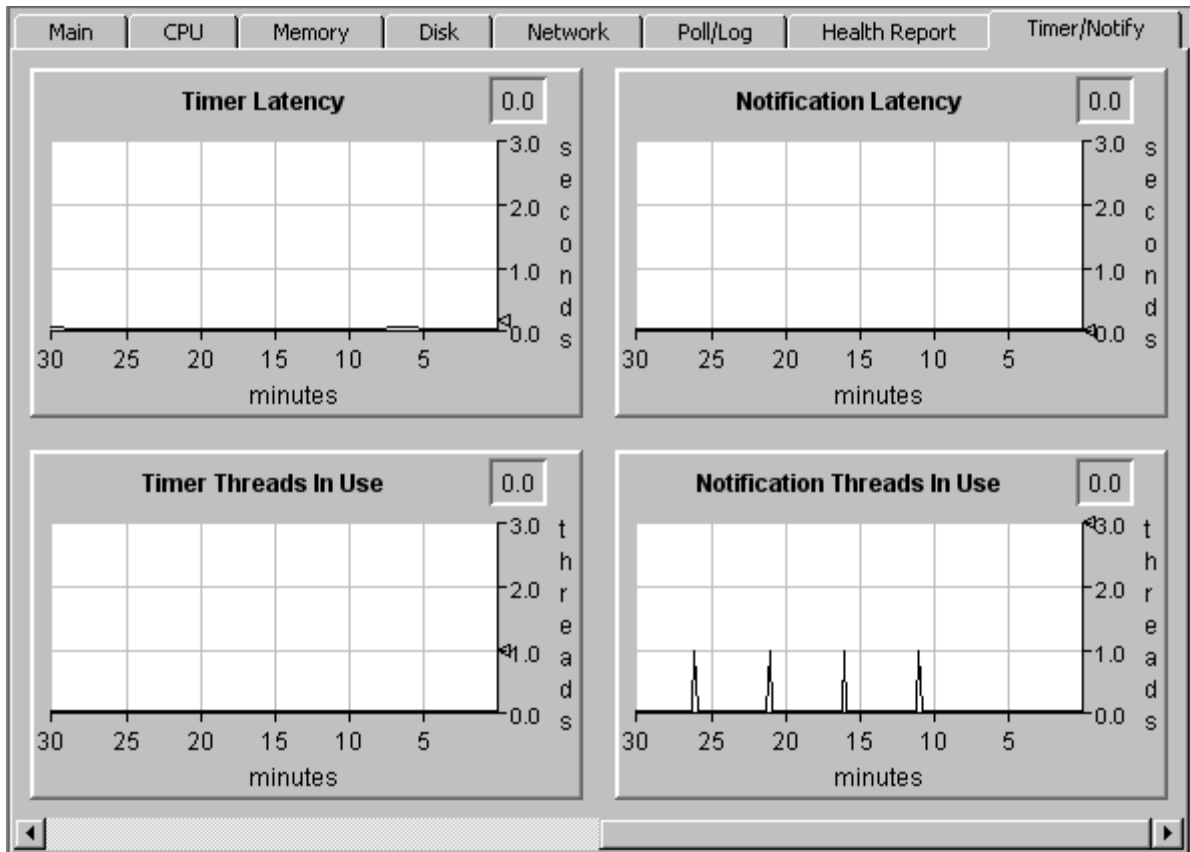 Main CPU Memory Disk Network Poll/Log Health Report Timer/Notify
Timer Latency 0.0
3.0
2.0
1.0
0.0
seconds
30 25 20 15 10 5
minutes
Notification Latency 0.0
3.0
2.0
1.0
0.0
seconds
30 25 20 15 10 5
minutes
Timer Threads In Use 0.0
3.0
2.0
1.0
0.0
threads
30 25 20 15 10 5
minutes
Notification Threads In Use 0.0
3.0
2.0
1.0
0.0
threads
30 25 20 15 10 5
minutes